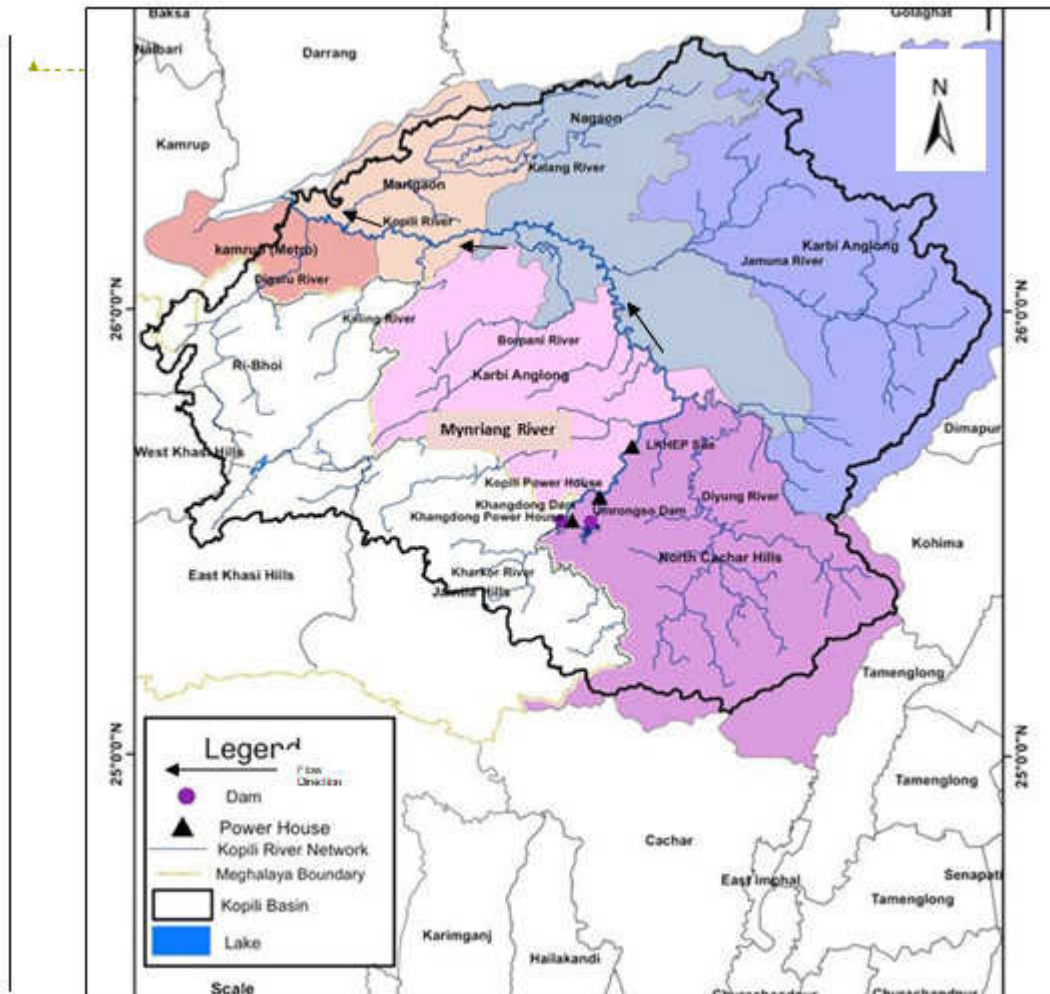 Baksa
Golaghat
Nalbari
Darrang
N
Kamrup
Nagaon
Kalang River
Marigaon
Kopili River
kamrup (Metro)
Karbi Anglong
Jamuna River
Digaru River
26°0'0"N
26°0'0"N
Killing River
Borpani River
Ri-Bhoi
Karbi Anglong
Mynriang River
Dimapur
West Khasi Hills
LKHEP Site
Kopili Power House
Diyung River
Khangdong Dam
Umrongso Dam
Khangdong Power House
Kohima
North Cachar Hills
East Khasi Hills
Kharkor River
Jaintia Hills
Tamenglong
25°0'0"N
25°0'0"N
Legend
Flow
Direction
Dam
Power House
Kopili River Network
Meghalaya Boundary
Kopili Basin
Lake
Tamenglong
Cachar
East Imphal
Senapati
Tamenglong
Karimganj
Hailakandi
Scale
Churachandpur
Churachandpur